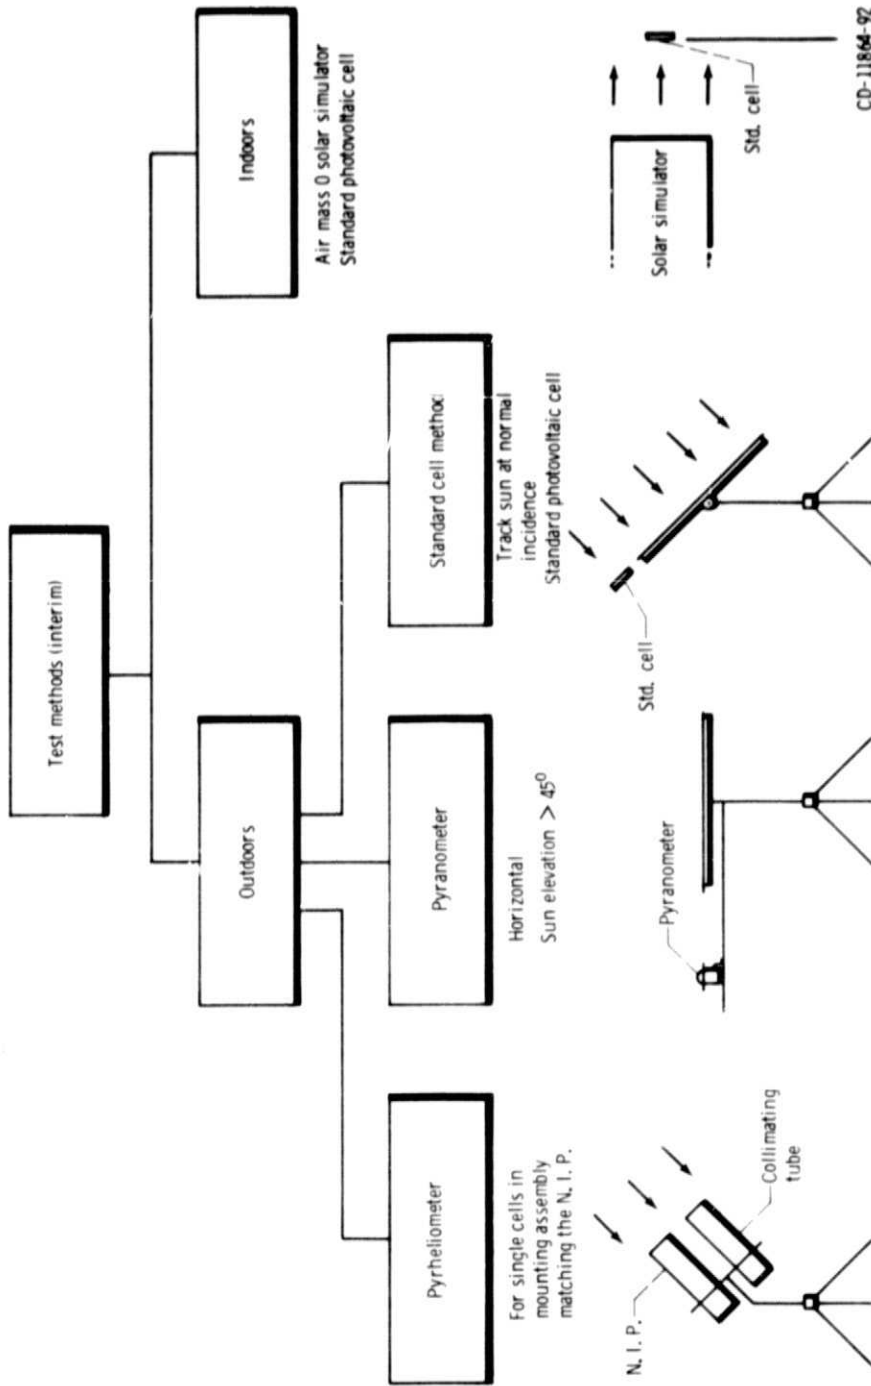 Test methods (interim)
Outdoors
Indoors
Air mass 0 solar simulator
Standard photovoltaic cell
Pyrheliometer
Pyranometer
Standard cell method
For single cells in
mounting assembly
matching the N. I. P.
Horizontal
Sun elevation > 45⁰
Track sun at normal
incidence
Standard photovoltaic cell
N. I. P.
Collimating
tube
Pyranometer
Std. cell
Solar simulator
Std. cell
CD-11864-92